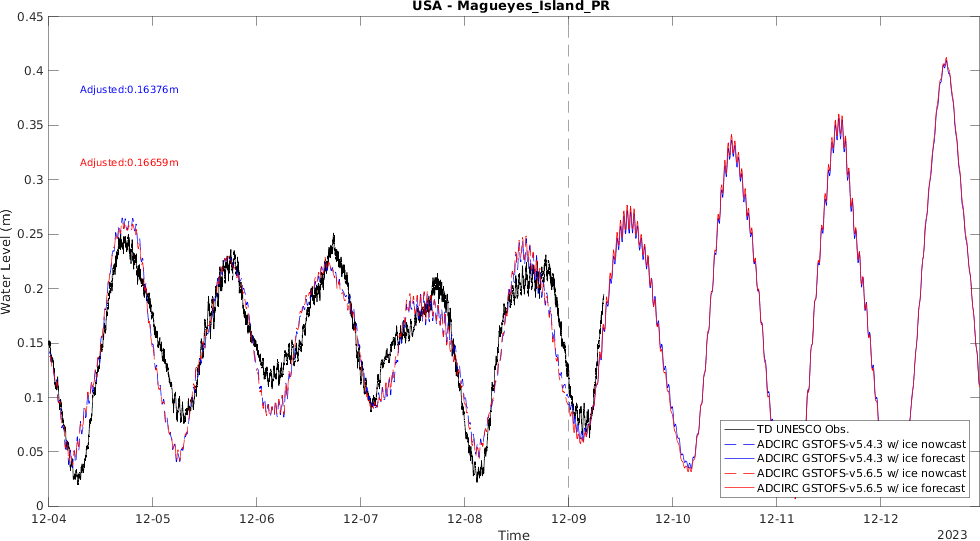 USA - Magueyes_Island_PR
0.45
0.4
0.35
0.3
0.25
0.2
0.15
0.1
0.05
0
Water Level (m)
Adjusted:0.16376m
Adjusted:0.16659m
TD UNESCO Obs.
ADCIRC GSTOFS-v5.4.3 w/ ice nowcast
ADCIRC GSTOFS-v5.4.3 w/ ice forecast
ADCIRC GSTOFS-v5.6.5 w/ ice nowcast
ADCIRC GSTOFS-v5.6.5 w/ ice forecast
12-04 12-05 12-06 12-07 12-08 12-09 12-10 12-11 12-12
Time
2023